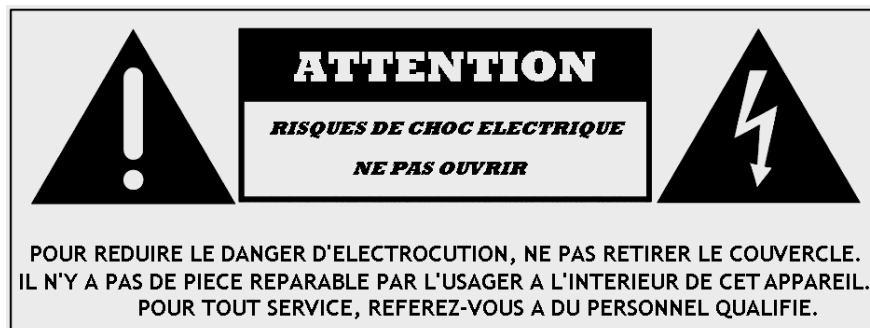 ATTENTION
RISQUES DE CHOC ELECTRIQUE
NE PAS OUVRIR
POUR REDUIRE LE DANGER D'ELECTROCUTION, NE PAS RETIRER LE COUVERCLE.
IL N'Y A PAS DE PIECE REPARABLE PAR L'USAGER A L'INTERIEUR DE CET APPAREIL.
POUR TOUT SERVICE, REFEREZ-VOUS A DU PERSONNEL QUALIFIE.